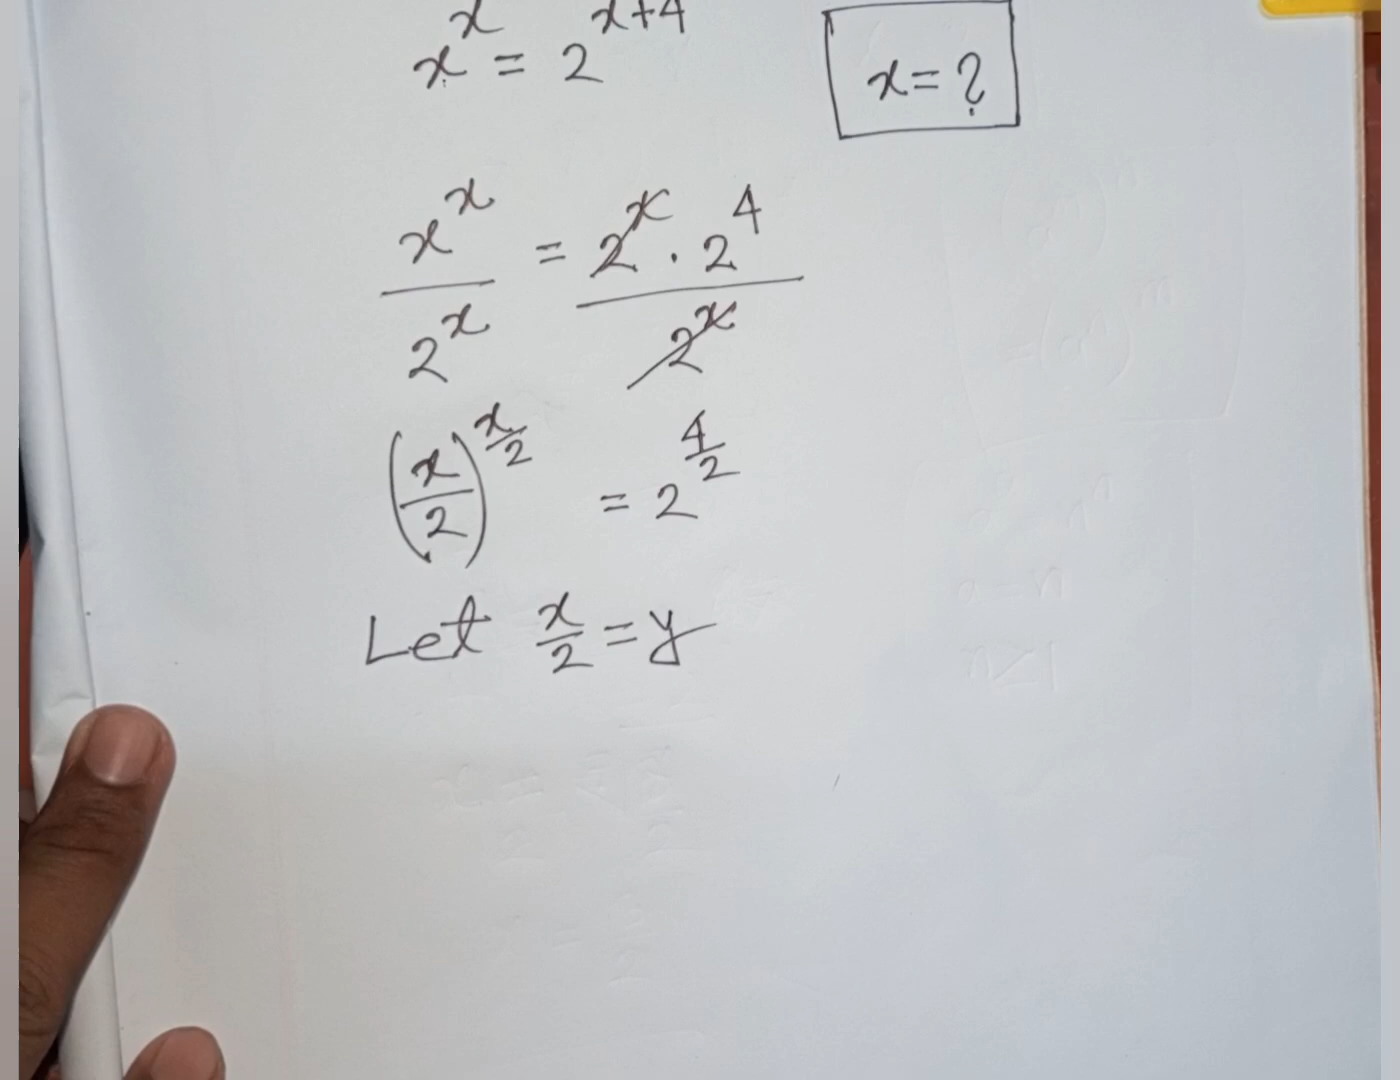 x^x = 2^{x+4}
x = ?
x^x / 2^x = 2^x · 2^4 / 2^x
(x/2)^{x/2} = 2^{4/2}
Let x/2 = y